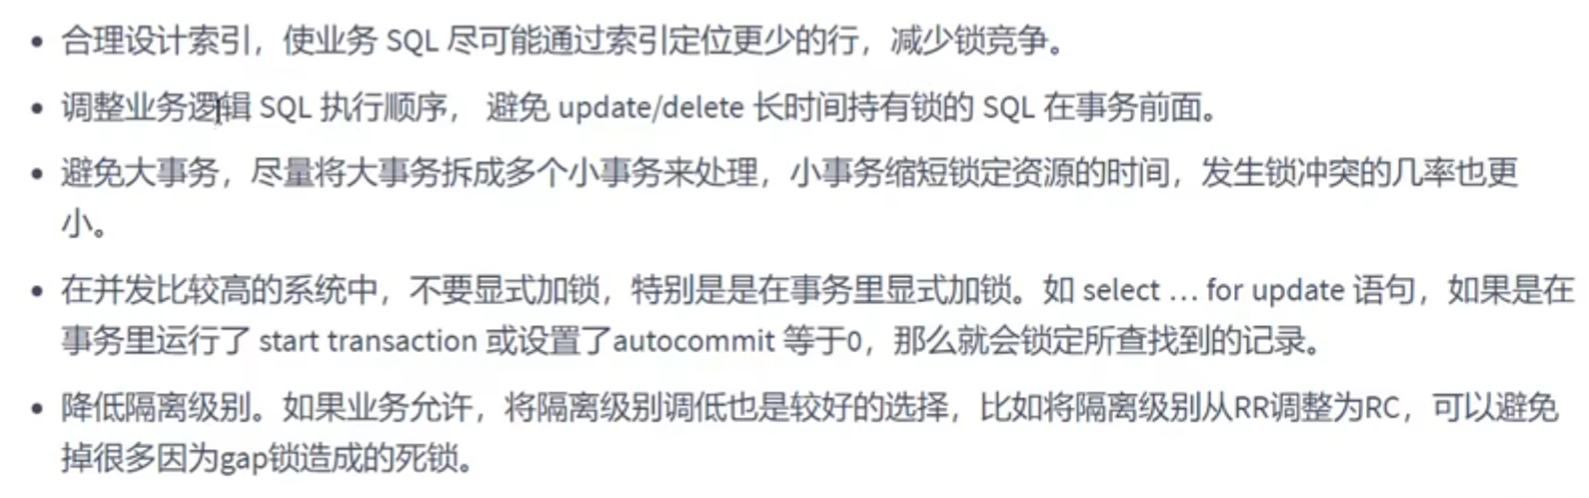 • 合理设计索引，使业务 SQL 尽可能通过索引定位更少的行，减少锁竞争。
• 调整业务逻辑 SQL 执行顺序， 避免 update/delete 长时间持有锁的 SQL 在事务前面。
• 避免大事务，尽量将大事务拆成多个小事务来处理，小事务缩短锁定资源的时间，发生锁冲突的几率也更
小。
• 在并发比较高的系统中，不要显式加锁，特别是是在事务里显式加锁。如 select … for update 语句，如果是在
事务里运行了 start transaction 或设置了autocommit 等于0，那么就会锁定所查找到的记录。
• 降低隔离级别。如果业务允许，将隔离级别调低也是较好的选择，比如将隔离级别从RR调整为RC，可以避免
掉很多因为gap锁造成的死锁。